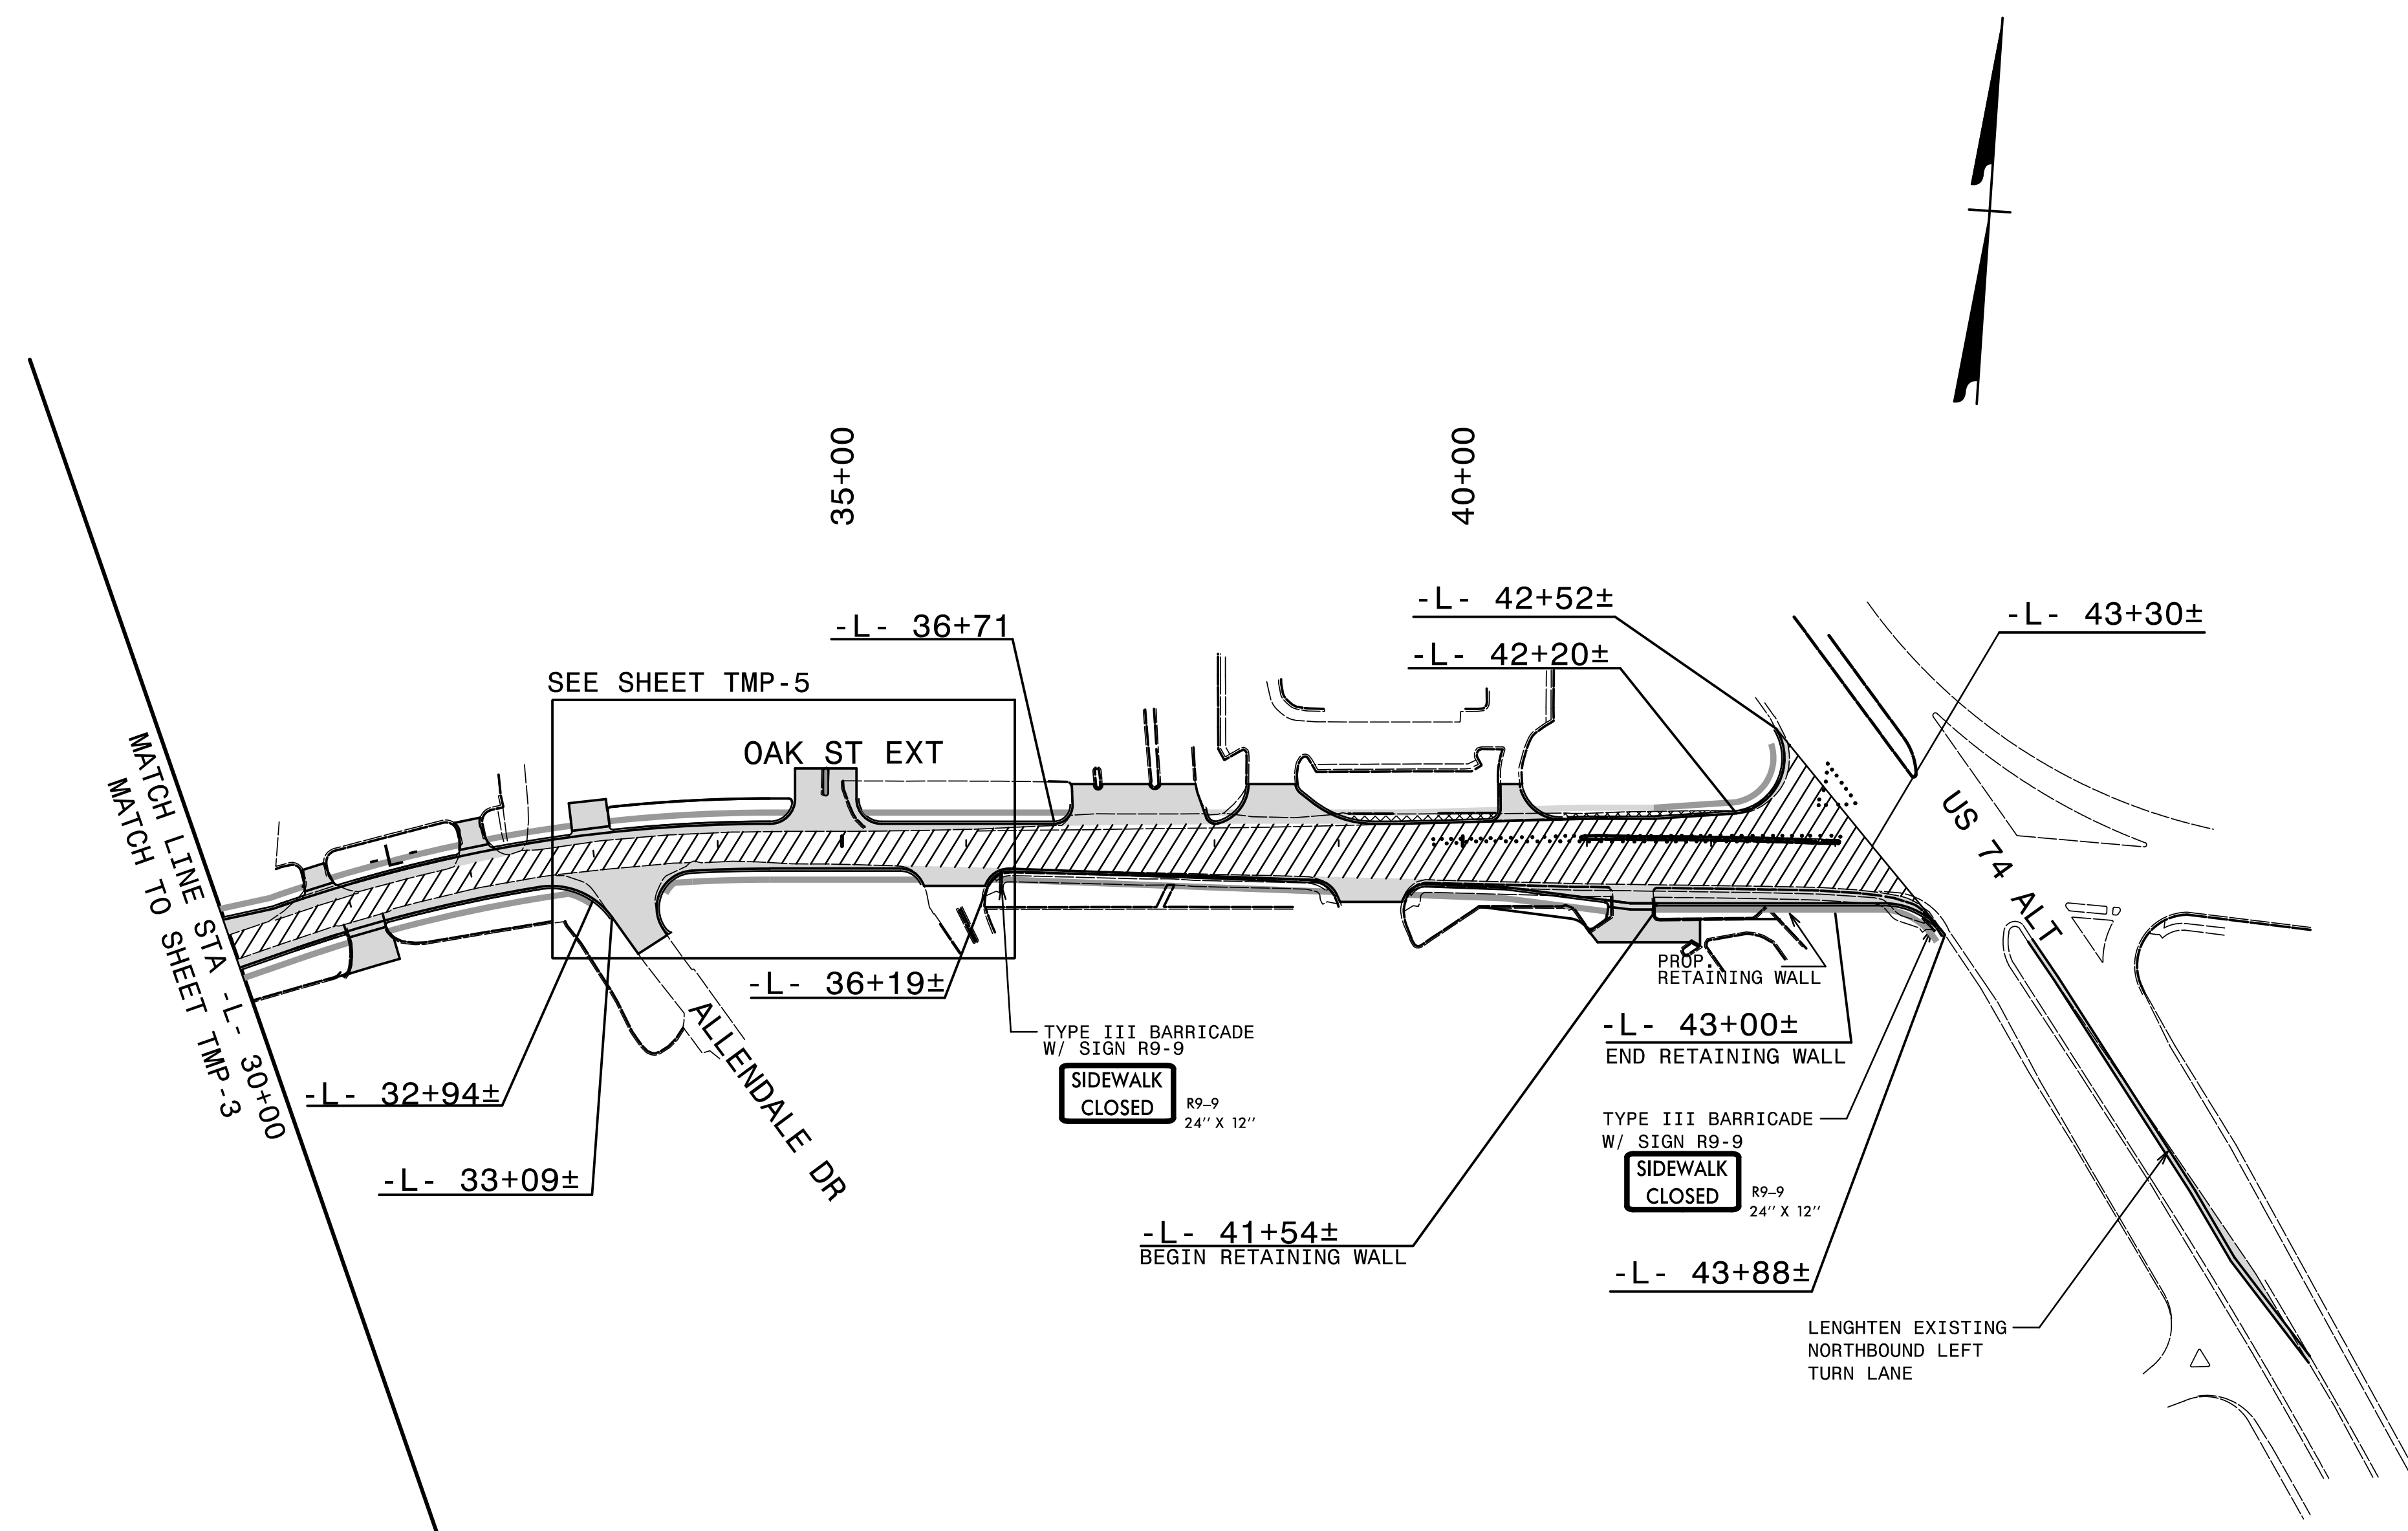 35+00
40+00
-L- 42+52±
-L- 43+30±
-L- 36+71
-L- 42+20±
SEE SHEET TMP-5
OAK ST EXT
US 74 ALT
-L-
MATCH LINE STA -L- 30+00
MATCH TO SHEET TMP-3
PROP.
RETAINING WALL
-L- 36+19±
ALLENDALE DR
TYPE III BARRICADE
W/ SIGN R9-9
SIDEWALK
CLOSED
R9-9
24" X 12"
-L- 43+00±
END RETAINING WALL
-L- 32+94±
TYPE III BARRICADE
W/ SIGN R9-9
SIDEWALK
CLOSED
R9-9
24" X 12"
-L- 33+09±
-L- 41+54±
BEGIN RETAINING WALL
-L- 43+88±
LENGHTEN EXISTING
NORTHBOUND LEFT
TURN LANE